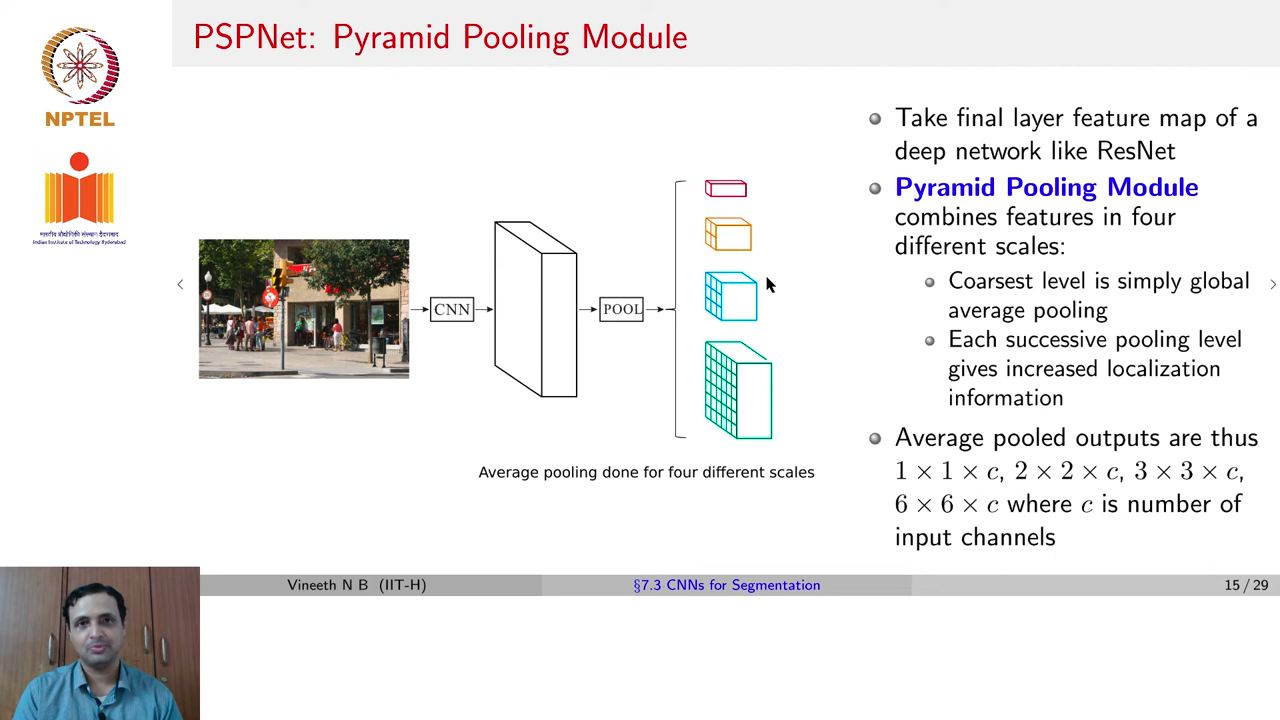 PSPNet: Pyramid Pooling Module
NPTEL
भारतीय प्रौद्योगिकी संस्थान हैदराबाद
Indian Institute of Technology Hyderabad
CNN
POOL
Average pooling done for four different scales
Take final layer feature map of a
deep network like ResNet
Pyramid Pooling Module
combines features in four
different scales:
Coarsest level is simply global
average pooling
Each successive pooling level
gives increased localization
information
Average pooled outputs are thus
1 × 1 × c, 2 × 2 × c, 3 × 3 × c,
6 × 6 × c where c is number of
input channels
Vineeth N B (IIT-H)
§7.3 CNNs for Segmentation
15 / 29